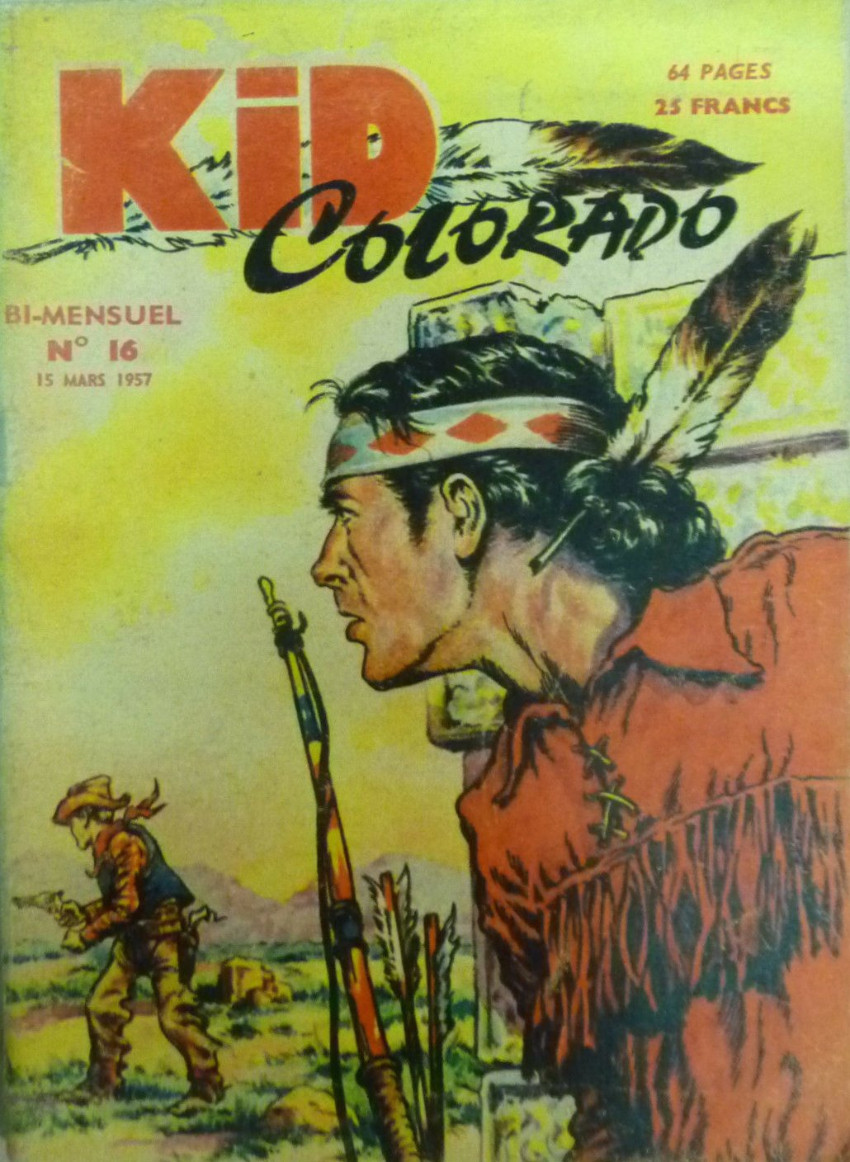 KiD
COLORADO
64 PAGES
25 FRANCS
BI-MENSUEL
N° 16
15 MARS 1957